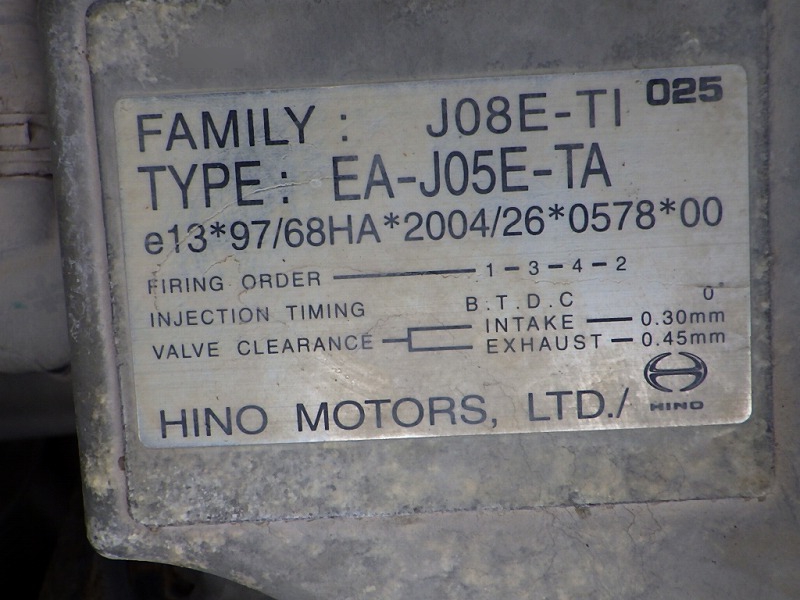 FAMILY : J08E-TI 025
TYPE : EA-J05E-TA
e13*97/68HA*2004/26*0578*00
FIRING ORDER 1-3-4-2
INJECTION TIMING B.T.D.C 0
VALVE CLEARANCE INTAKE 0.30mm
EXHAUST 0.45mm
HINO MOTORS, LTD./ HINO